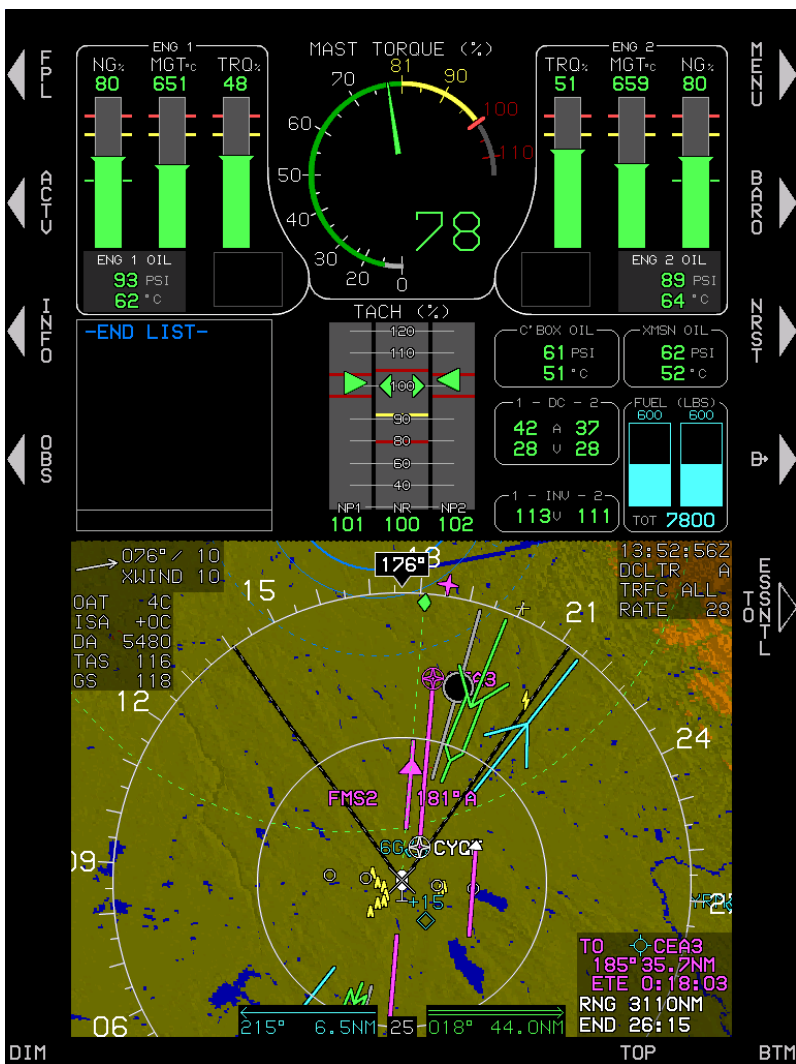 FPL
ACTV
INFO
OBS
MENU
BARO
NRST
B→
TO ESSNTL
ENG 1
NG% MGT°C TRQ%
80 651 48
ENG 1 OIL
93 PSI
62 °C
MAST TORQUE (%)
81
70 90
60 100
50 110
40
30
20 0
78
ENG 2
TRQ% MGT°C NG%
51 659 80
ENG 2 OIL
89 PSI
64 °C
-END LIST-
TACH (%)
120
110
100
90
80
60
40
NP1 NR NP2
101 100 102
C'BOX OIL
61 PSI
51 °C
XMSN OIL
62 PSI
52 °C
1 - DC - 2
42 A 37
28 V 28
1 - INV - 2
113V 111
FUEL (LBS)
600 600
TOT 7800
076°/ 10
XWIND 10
OAT 4C
ISA +0C
DA 5480
TAS 116
GS 118
176°
13:52:56Z
DCLTR A
TRFC ALL
RATE 28
15
18
21
12
24
09
06
FMS2 181°A
CYQ
+15
TO CEA3
185°35.7NM
ETE 0:18:03
RNG 3110NM
END 26:15
215° 6.5NM
25
018° 44.0NM
DIM TOP BTM